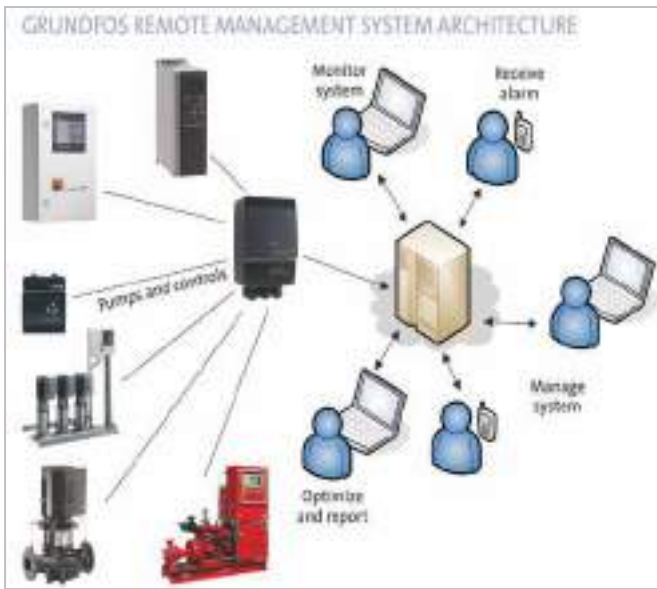 GRUNDFOS REMOTE MANAGEMENT SYSTEM ARCHITECTURE
Monitor
system
Receive
alarm
Pumps and controls
Manage
system
Optimize
and report